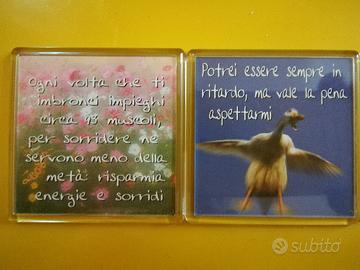 Ogni volta che ti
imbronci impieghi
circa 43 muscoli,
per sorridere ne
servono meno della
metà: risparmia
energie e sorridi
Potrei essere sempre in
ritardo, ma vale la pena
aspettarmi
subito